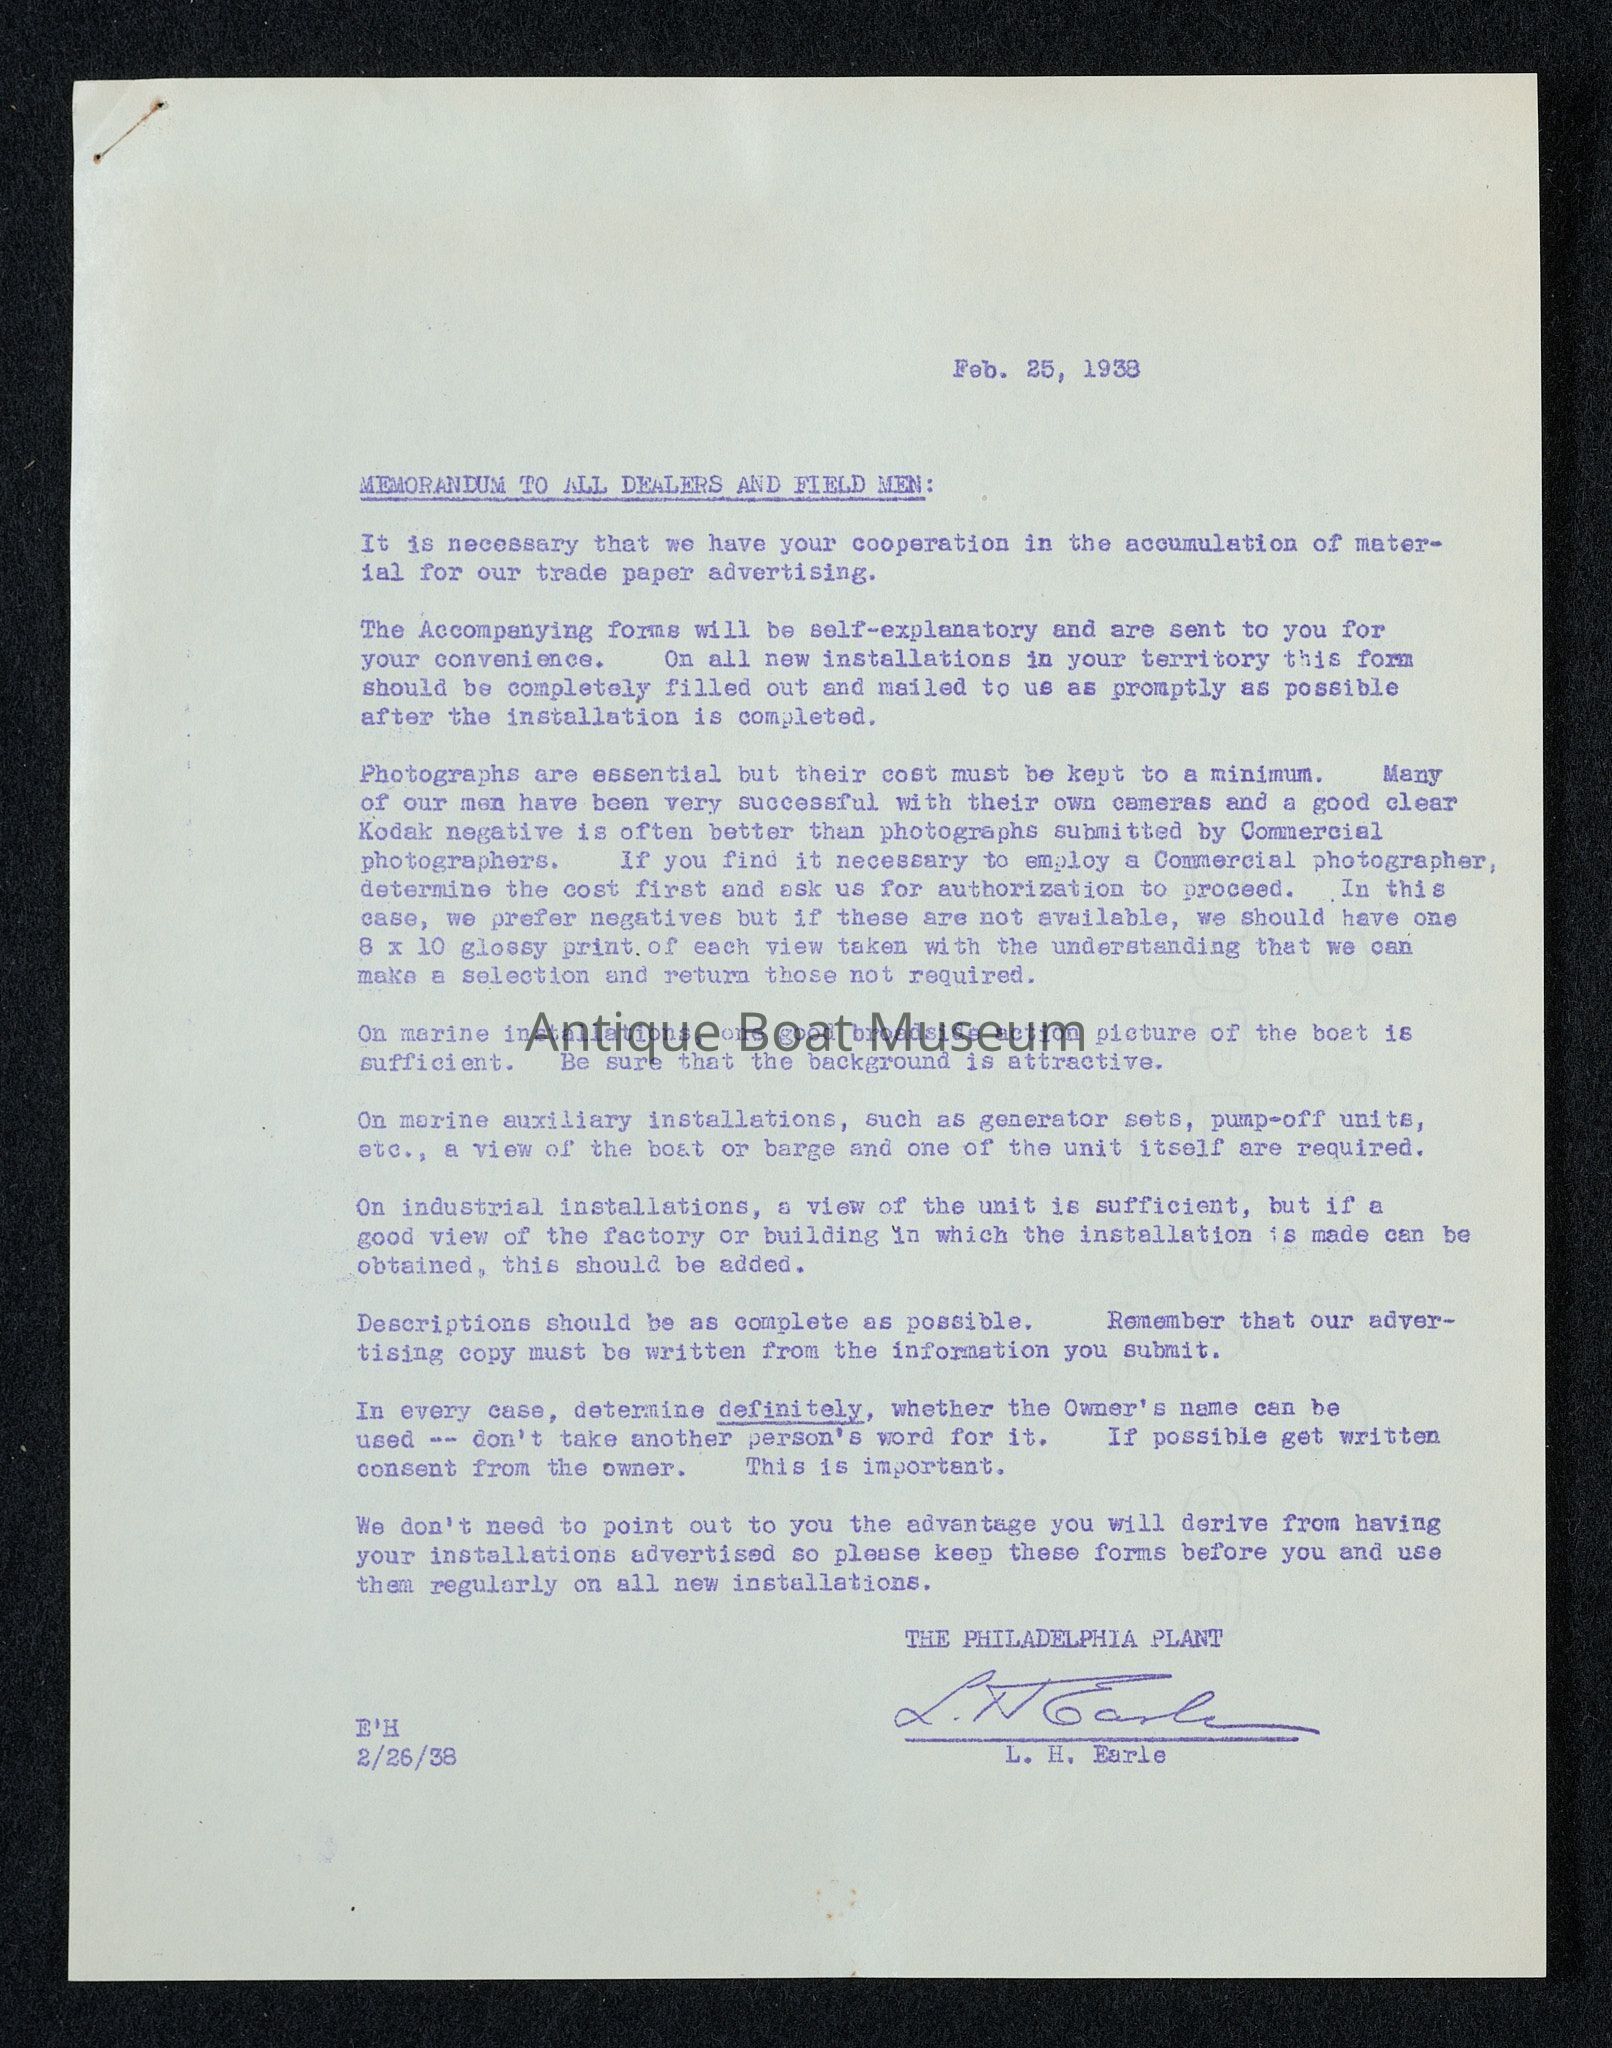 Feb. 25, 1938
MEMORANDUM TO ALL DEALERS AND FIELD MEN:
It is necessary that we have your cooperation in the accumulation of mater-
ial for our trade paper advertising.
The Accompanying forms will be self-explanatory and are sent to you for
your convenience. On all new installations in your territory this form
should be completely filled out and mailed to us as promptly as possible
after the installation is completed.
Photographs are essential but their cost must be kept to a minimum. Many
of our men have been very successful with their own cameras and a good clear
Kodak negative is often better than photographs submitted by Commercial
photographers. If you find it necessary to employ a Commercial photographer,
determine the cost first and ask us for authorization to proceed. In this
case, we prefer negatives but if these are not available, we should have one
8 x 10 glossy print of each view taken with the understanding that we can
make a selection and return those not required.
On marine installations, one good broadside action picture of the boat is
Antique Boat Museum
sufficient. Be sure that the background is attractive.
On marine auxiliary installations, such as generator sets, pump-off units,
etc., a view of the boat or barge and one of the unit itself are required.
On industrial installations, a view of the unit is sufficient, but if a
good view of the factory or building in which the installation is made can be
obtained, this should be added.
Descriptions should be as complete as possible. Remember that our adver-
tising copy must be written from the information you submit.
In every case, determine definitely, whether the Owner's name can be
used -- don't take another person's word for it. If possible get written
consent from the owner. This is important.
We don't need to point out to you the advantage you will derive from having
your installations advertised so please keep these forms before you and use
them regularly on all new installations.
THE PHILADELPHIA PLANT
L. H Earle
L. H. Earle
E'H
2/26/38